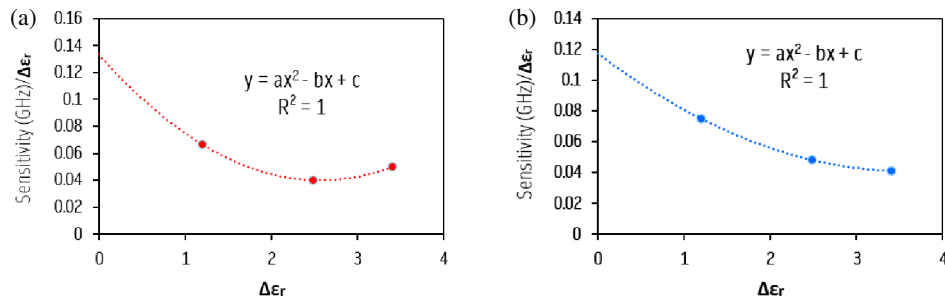 (a)
0.16
0.14
0.12
0.1
0.08
0.06
0.04
0.02
0
Sensitivity (GHz)/Δεr
y = ax² - bx + c
R² = 1
0 1 2 3 4
Δεr
(b)
0.14
0.12
0.10
0.08
0.06
0.04
0.02
0
Sensitivity (GHz)/Δεr
y = ax² - bx + c
R² = 1
0 1 2 3 4
Δεr